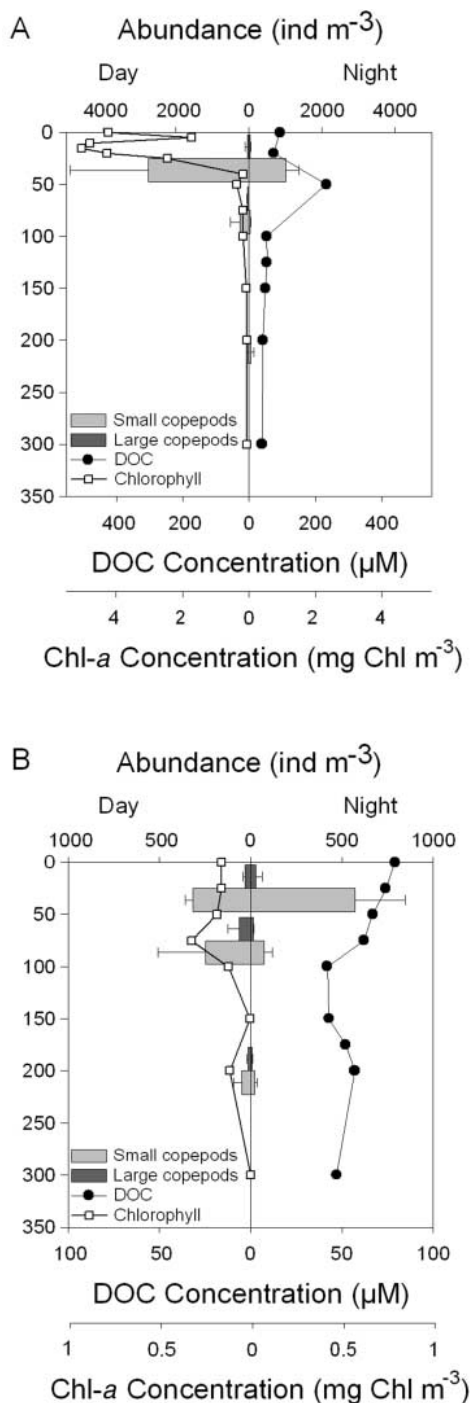 A
Abundance (ind m-3)
Day Night
4000 2000 0 2000 4000
0
50
100
150
200
250
300
350
Small copepods
Large copepods
DOC
Chlorophyll
400 200 0 200 400
DOC Concentration (µM)
4 2 0 2 4
Chl-a Concentration (mg Chl m-3)
B
Abundance (ind m-3)
Day Night
1000 500 0 500 1000
0
50
100
150
200
250
300
350
Small copepods
Large copepods
DOC
Chlorophyll
100 50 0 50 100
DOC Concentration (µM)
1 0.5 0 0.5 1
Chl-a Concentration (mg Chl m-3)